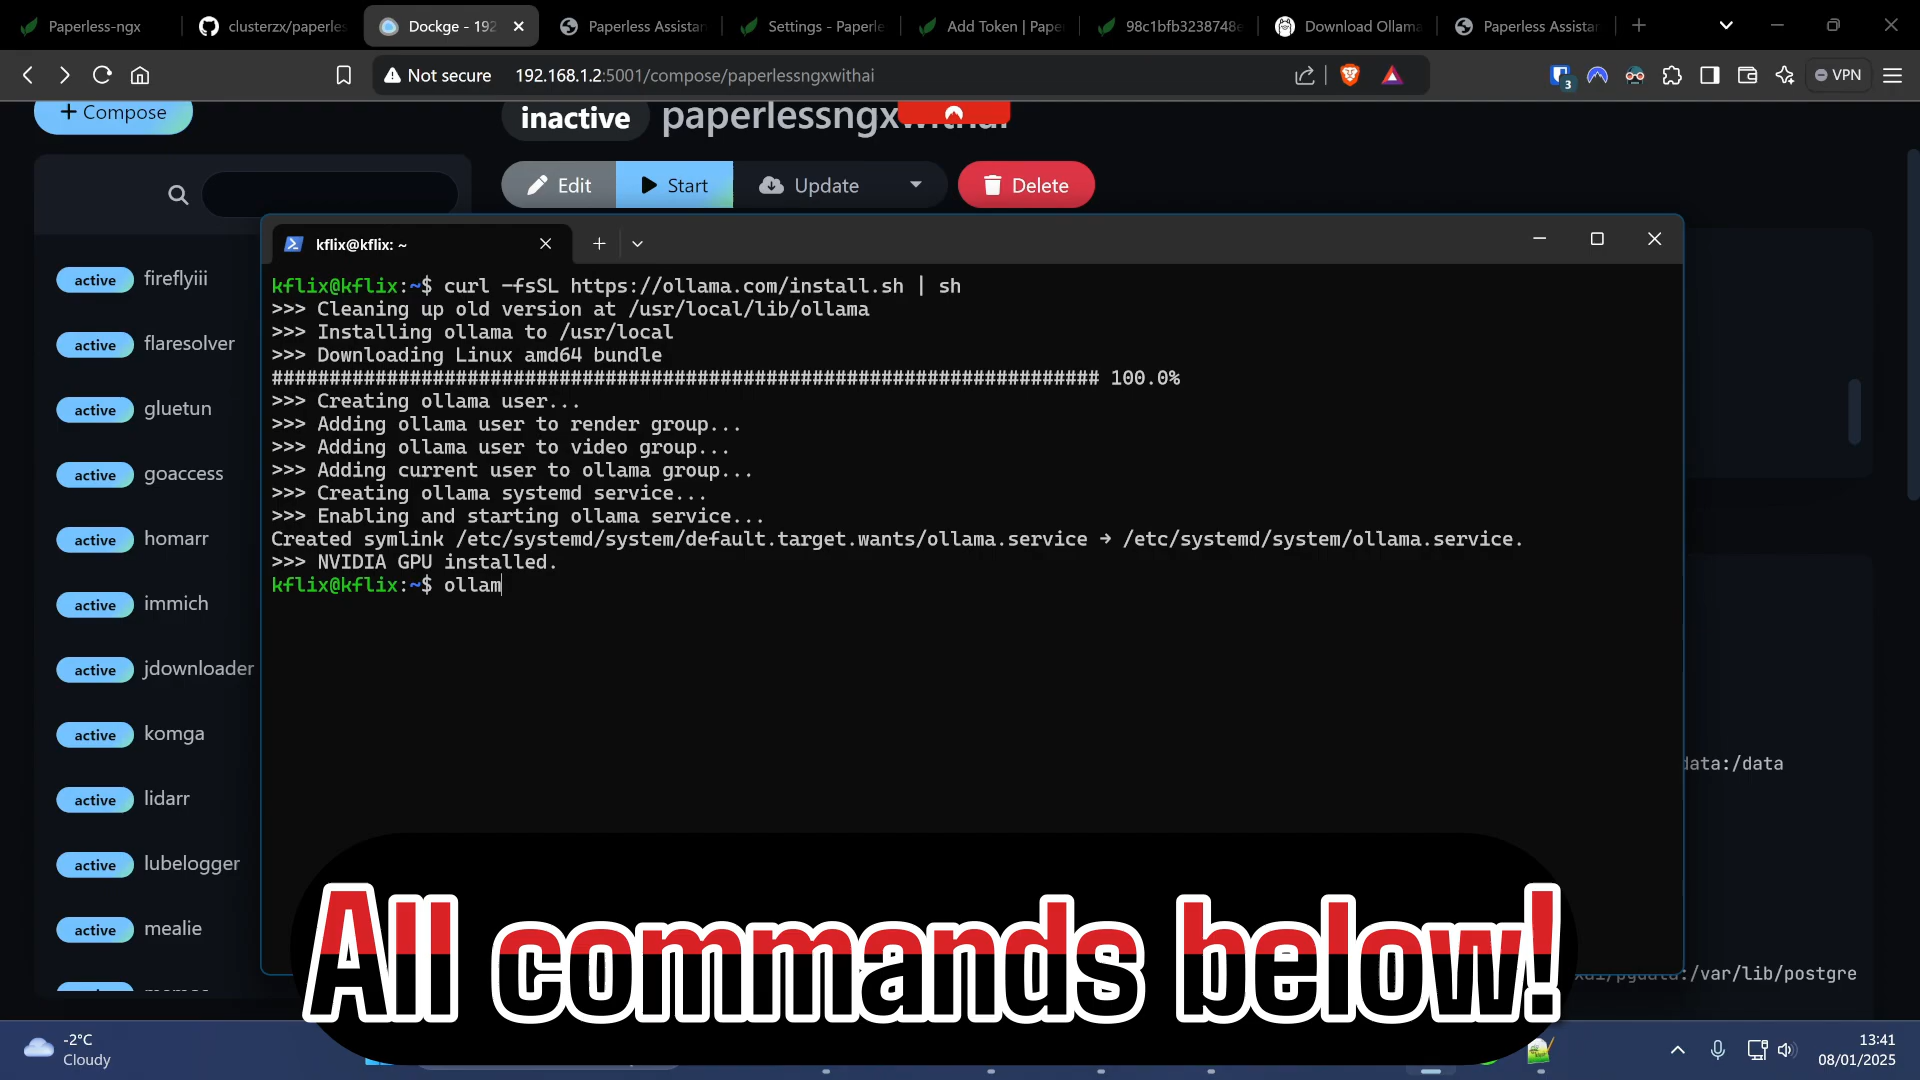 Paperless-ngx
clusterzx/paperles
Dockge - 192
Paperless Assistan
Settings - Paperle
Add Token | Pape
98c1bfb3238748e
Download Ollama
Paperless Assistan
Not secure
192.168.1.2:5001/compose/paperlessngxwithai
3
VPN
+ Compose
inactive
paperlessngxwithai
Edit
Start
Update
Delete
kflix@kflix: ~
active fireflyiii
active flaresolver
active gluetun
active goaccess
active homarr
active immich
active jdownloader
active komga
active lidarr
active lubelogger
active mealie
kflix@kflix:~$ curl -fsSL https://ollama.com/install.sh | sh
>>> Cleaning up old version at /usr/local/lib/ollama
>>> Installing ollama to /usr/local
>>> Downloading Linux amd64 bundle
######################################################################## 100.0%
>>> Creating ollama user...
>>> Adding ollama user to render group...
>>> Adding ollama user to video group...
>>> Adding current user to ollama group...
>>> Creating ollama systemd service...
>>> Enabling and starting ollama service...
Created symlink /etc/systemd/system/default.target.wants/ollama.service → /etc/systemd/system/ollama.service.
>>> NVIDIA GPU installed.
kflix@kflix:~$ ollam
data:/data
/pgdata:/var/lib/postgre
All commands below!
-2°C
Cloudy
13:41
08/01/2025